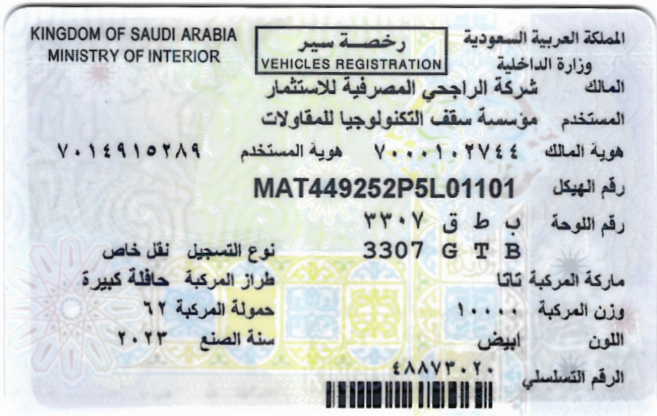 KINGDOM OF SAUDI ARABIA
MINISTRY OF INTERIOR
رخصة سير
VEHICLES REGISTRATION
المملكة العربية السعودية
وزارة الداخلية
المالك شركة الراجحي المصرفية للاستثمار
المستخدم مؤسسة سقف التكنولوجيا للمقاولات
هوية المالك ٧٠٠٠١٠٢٧٤٤ هوية المستخدم ٧٠١٤٩١٥٢٨٩
رقم الهيكل MAT449252P5L01101
رقم اللوحة ب ط ق ٣٣٠٧
3307 G T B نوع التسجيل نقل خاص
ماركة المركبة تاتا طراز المركبة حافلة كبيرة
وزن المركبة ١٠٠٠٠ حمولة المركبة ٦٢
اللون ابيض سنة الصنع ٢٠٢٣
الرقم التسلسلي ٤٨٨٧٣٠٢٠